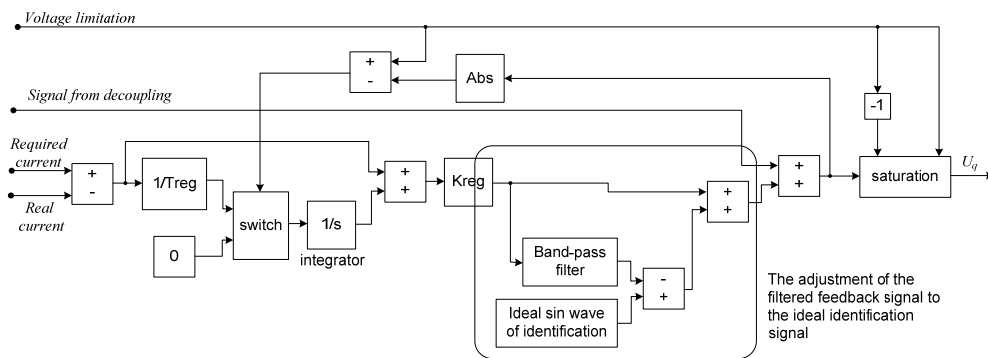 Voltage limitation
+
-
Abs
Signal from decoupling
-1
Required
current
+
-
1/Treg
+
+
Kreg
+
+
saturation
Uq
Real
current
switch
1/s
+
+
0
integrator
Band-pass
filter
-
+
Ideal sin wave
of identification
The adjustment of the
filtered feedback signal to
the ideal identification
signal